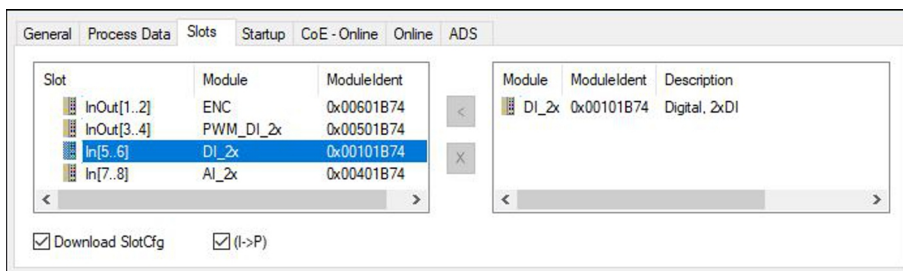 General Process Data Slots Startup CoE - Online Online ADS
Slot Module ModuleIdent
InOut[1..2] ENC 0x00601B74
InOut[3..4] PWM_DI_2x 0x00501B74
In[5..6] DI_2x 0x00101B74
In[7..8] AI_2x 0x00401B74
<
X
Module ModuleIdent Description
DI_2x 0x00101B74 Digital, 2xDI
Download SlotCfg (I->P)